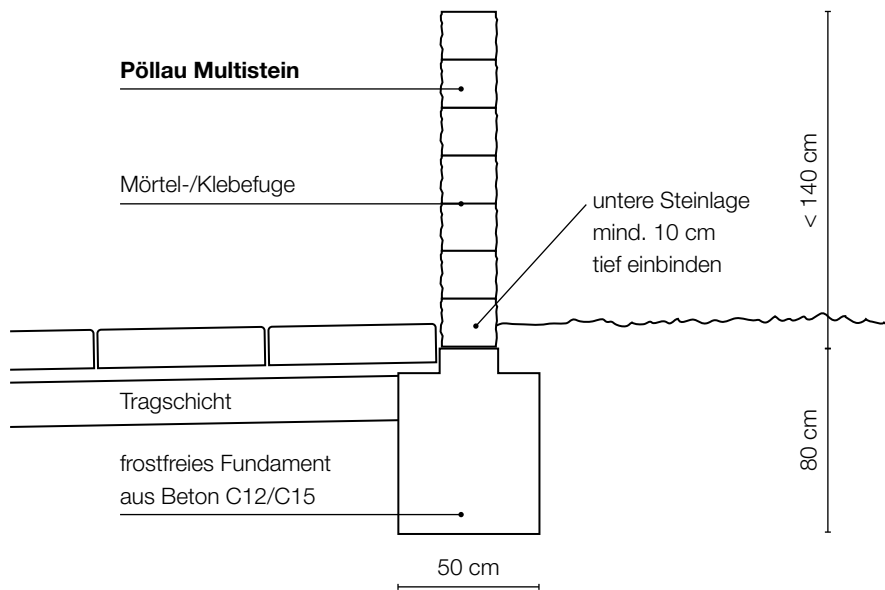 Pöllau Multistein
Mörtel-/Klebefuge
untere Steinlage
mind. 10 cm
tief einbinden
< 140 cm
Tragschicht
frostfreies Fundament
aus Beton C12/C15
80 cm
50 cm